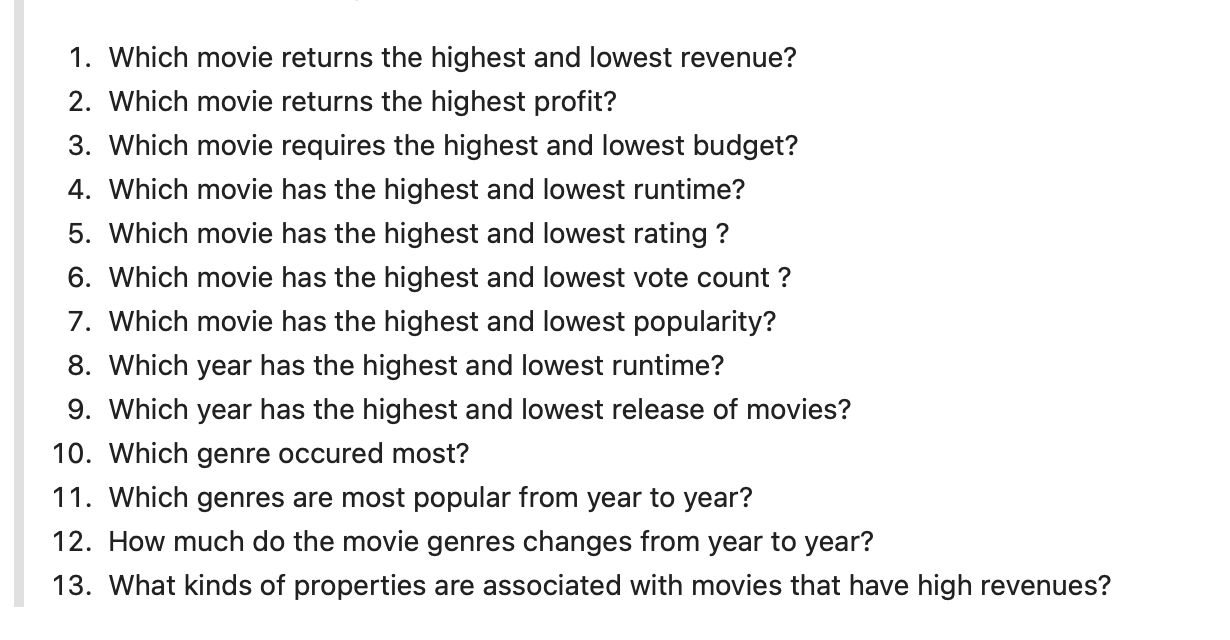 1. Which movie returns the highest and lowest revenue?
2. Which movie returns the highest profit?
3. Which movie requires the highest and lowest budget?
4. Which movie has the highest and lowest runtime?
5. Which movie has the highest and lowest rating ?
6. Which movie has the highest and lowest vote count ?
7. Which movie has the highest and lowest popularity?
8. Which year has the highest and lowest runtime?
9. Which year has the highest and lowest release of movies?
10. Which genre occured most?
11. Which genres are most popular from year to year?
12. How much do the movie genres changes from year to year?
13. What kinds of properties are associated with movies that have high revenues?